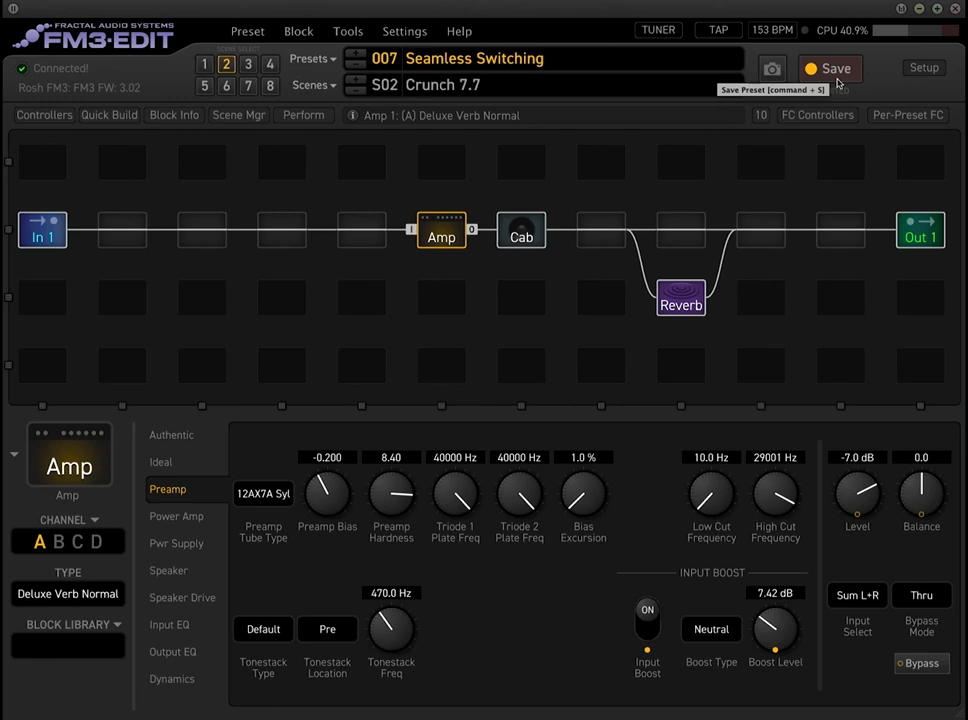 FRACTAL AUDIO SYSTEMS
FM3-EDIT
Preset Block Tools Settings Help
TUNER TAP 153 BPM CPU 40.9%
SCENE SELECT
1 2 3 4
5 6 7 8
Presets 007 Seamless Switching
Scenes S02 Crunch 7.7
Save
Setup
Save Preset [command + S]
Connected!
Rosh FM3: FM3 FW: 3.02
Controllers Quick Build Block Info Scene Mgr Perform Amp 1: (A) Deluxe Verb Normal 10 FC Controllers Per-Preset FC
In 1 I Amp O Cab Out 1
Reverb
Amp
Amp
CHANNEL
A B C D
TYPE
Deluxe Verb Normal
BLOCK LIBRARY
Authentic
Ideal
Preamp
Power Amp
Pwr Supply
Speaker
Speaker Drive
Input EQ
Output EQ
Dynamics
-0.200 8.40 40000 Hz 40000 Hz 1.0 % 10.0 Hz 29001 Hz -7.0 dB 0.0
12AX7A Syl
Preamp Tube Type
Preamp Bias
Preamp Hardness
Triode 1 Plate Freq
Triode 2 Plate Freq
Bias Excursion
Low Cut Frequency
High Cut Frequency
Level
Balance
INPUT BOOST
470.0 Hz 7.42 dB
Default Pre ON Neutral Sum L+R Thru
Tonestack Type
Tonestack Location
Tonestack Freq
Input Boost
Boost Type
Boost Level
Input Select
Bypass Mode
Bypass